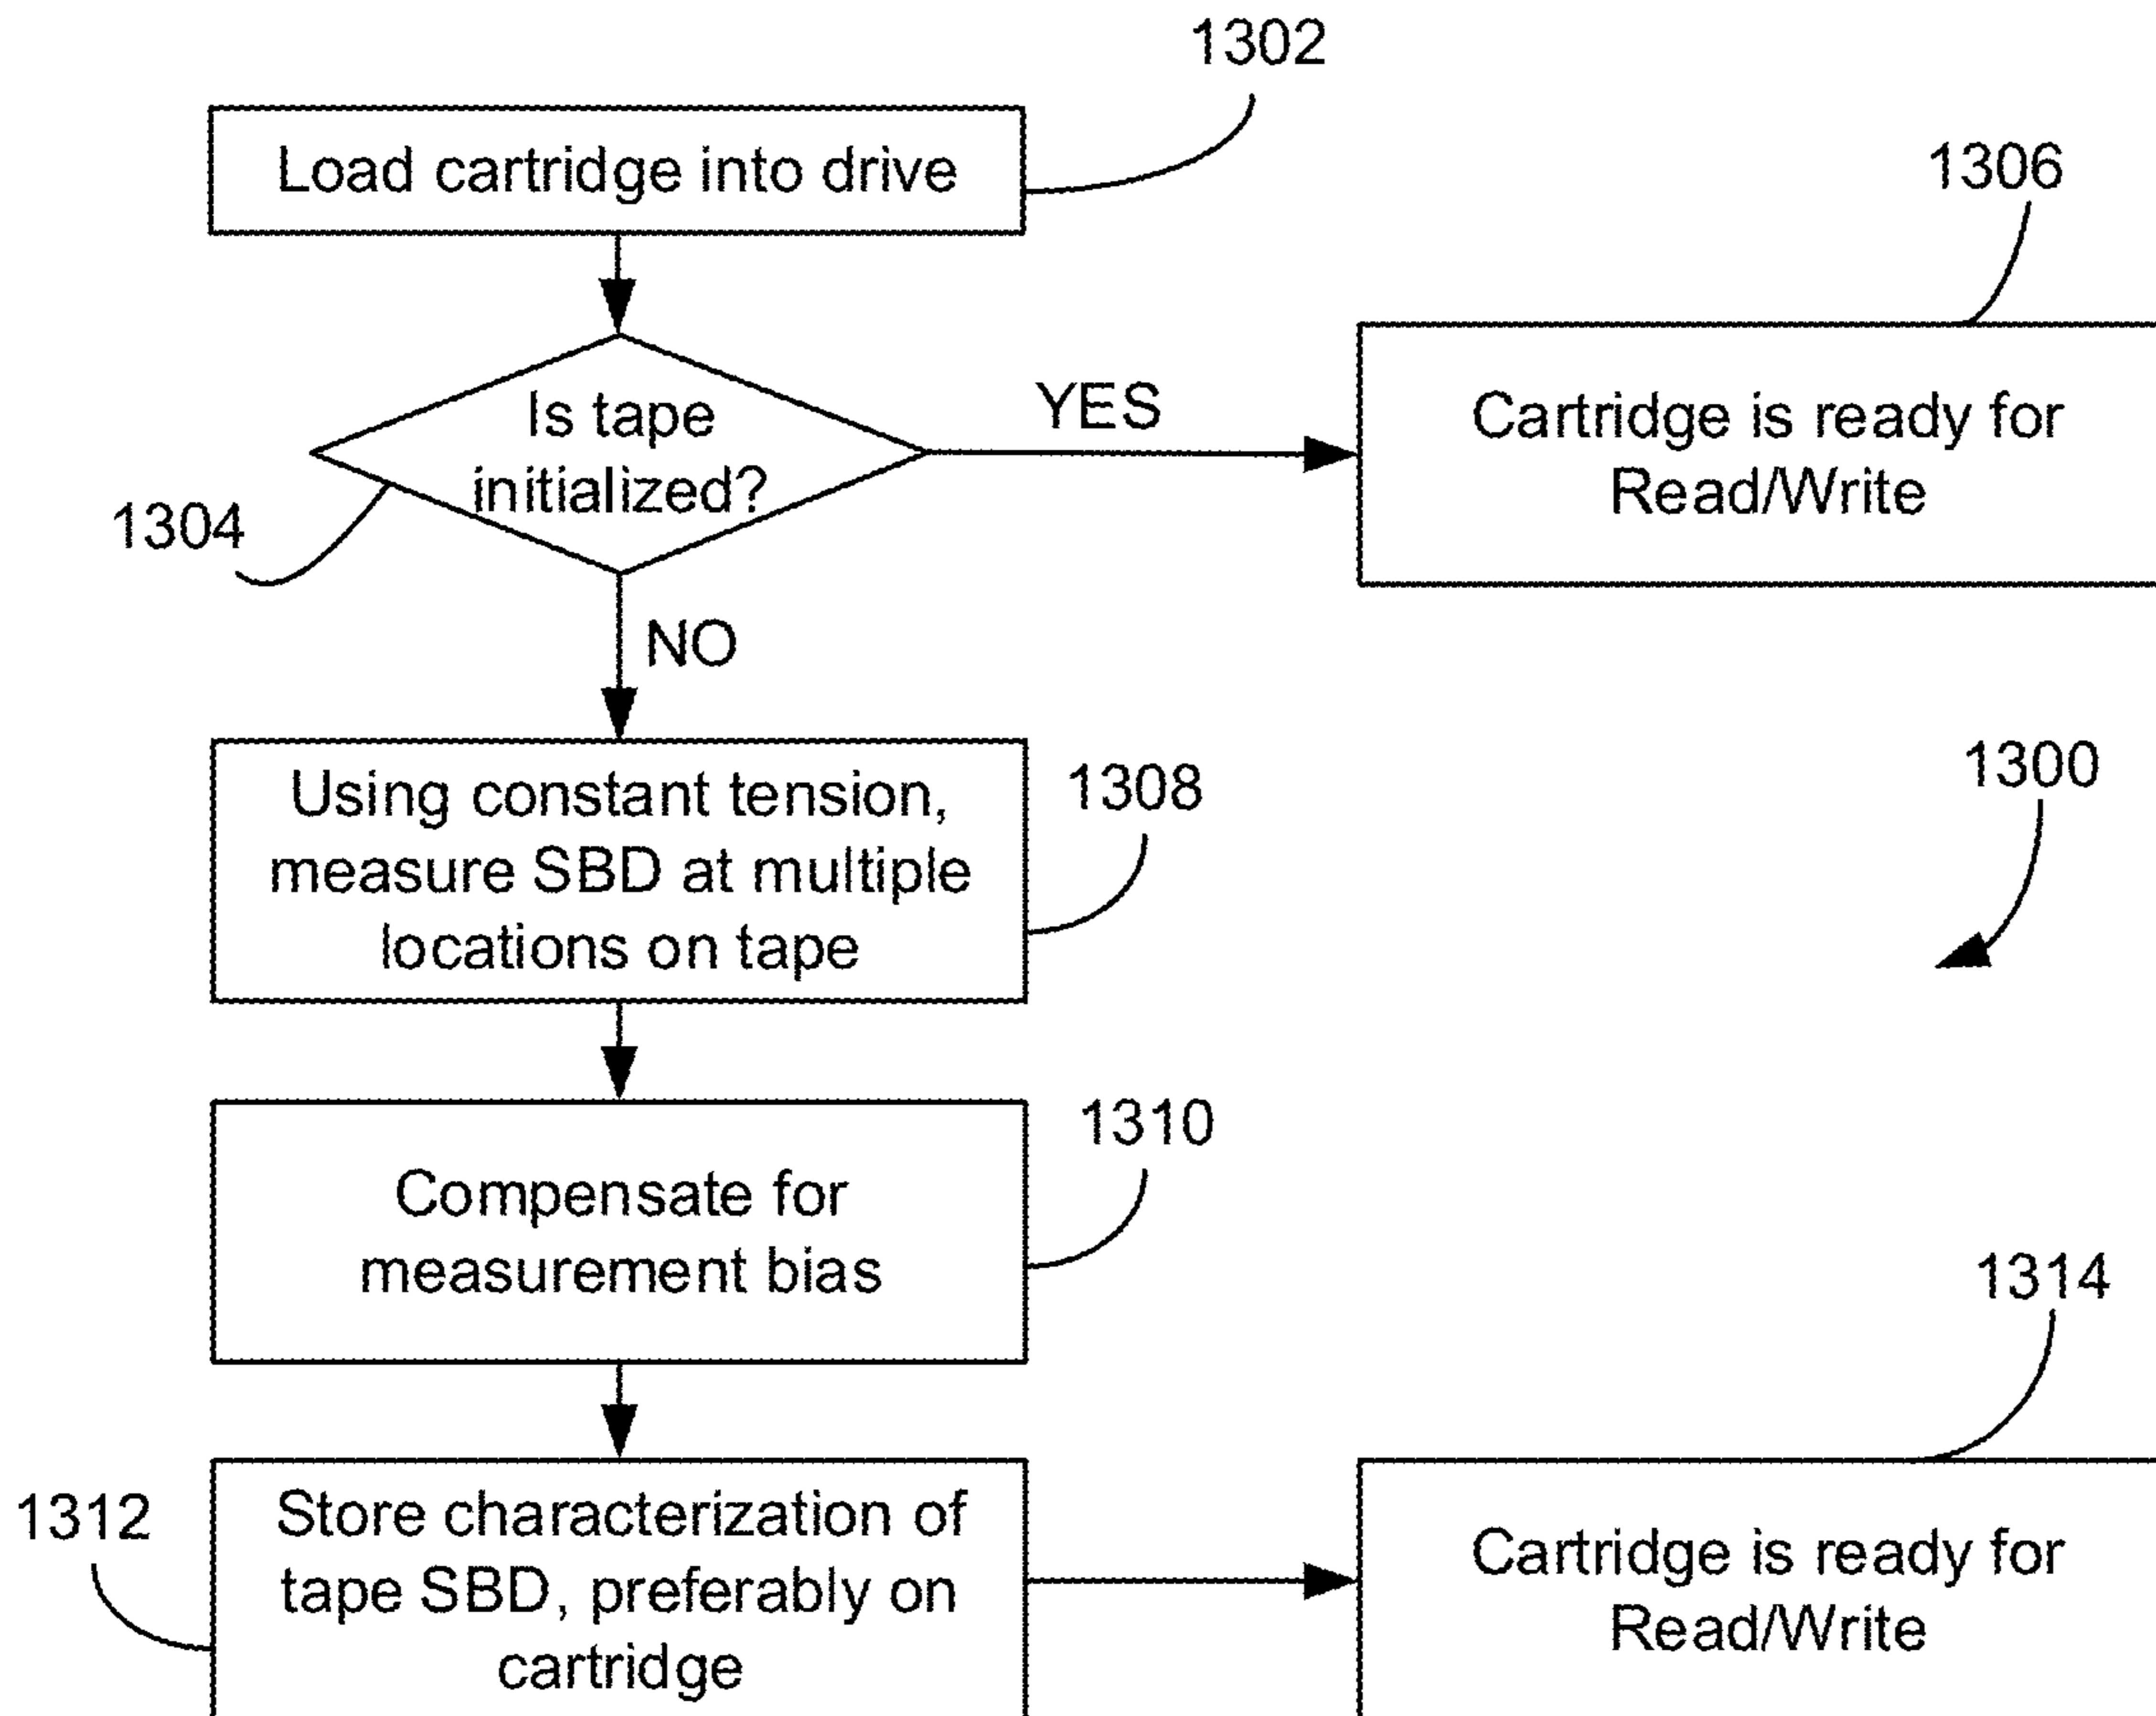 1302
Load cartridge into drive
1306
Is tape
initialized?
YES
Cartridge is ready for
Read/Write
1304
NO
Using constant tension,
measure SBD at multiple
locations on tape
1308
1300
Compensate for
measurement bias
1310
1314
1312
Store characterization of
tape SBD, preferably on
cartridge
Cartridge is ready for
Read/Write